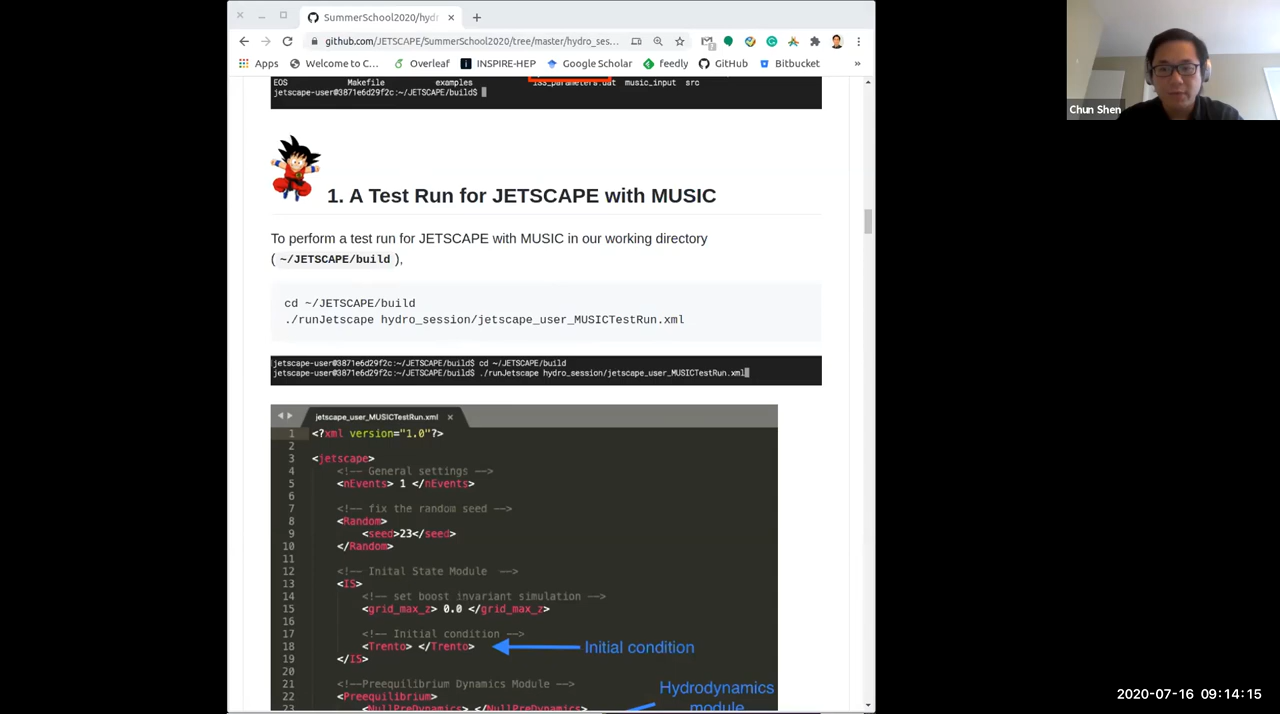 SummerSchool2020/hydr
github.com/JETSCAPE/SummerSchool2020/tree/master/hydro_ses...
Apps
Welcome to C...
Overleaf
INSPIRE-HEP
Google Scholar
feedly
GitHub
Bitbucket
»
Chun Shen
EOS Makefile examples music_input src
jetscape-user@3871e6d29f2c:~/JETSCAPE/build$
1. A Test Run for JETSCAPE with MUSIC
To perform a test run for JETSCAPE with MUSIC in our working directory
( ~/JETSCAPE/build ),
cd ~/JETSCAPE/build
./runJetscape hydro_session/jetscape_user_MUSICTestRun.xml
jetscape-user@3871e6d29f2c:~/JETSCAPE/build$ cd ~/JETSCAPE/build
jetscape-user@3871e6d29f2c:~/JETSCAPE/build$ ./runJetscape hydro_session/jetscape_user_MUSICTestRun.xml
jetscape_user_MUSICTestRun.xml
1 <?xml version="1.0"?>
2
3 <jetscape>
4 <!-- General settings -->
5 <nEvents> 1 </nEvents>
6
7 <!-- fix the random seed -->
8 <Random>
9 <seed>23</seed>
10 </Random>
11
12 <!-- Inital State Module -->
13 <IS>
14 <!-- set boost invariant simulation -->
15 <grid_max_z> 0.0 </grid_max_z>
16
17 <!-- Initial condition -->
18 <Trento> </Trento> Initial condition
19 </IS>
20
21 <!--Preequilibrium Dynamics Module -->
22 <Preequilibrium>
23 <NullPreDynamics> </NullPreDynamics>
Hydrodynamics
module
2020-07-16 09:14:15